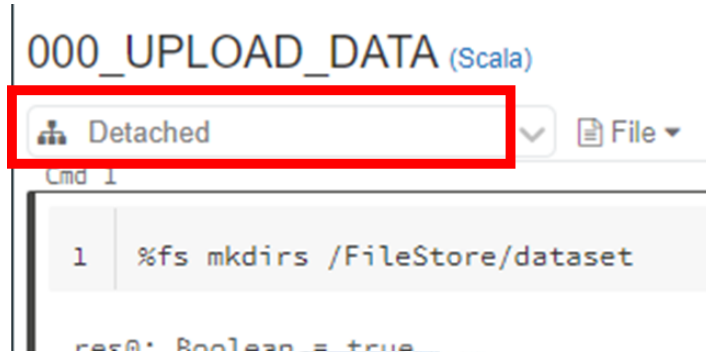 000_UPLOAD_DATA (Scala)
Detached File
Cmd 1
1 %fs mkdirs /FileStore/dataset
res0: Boolean = true